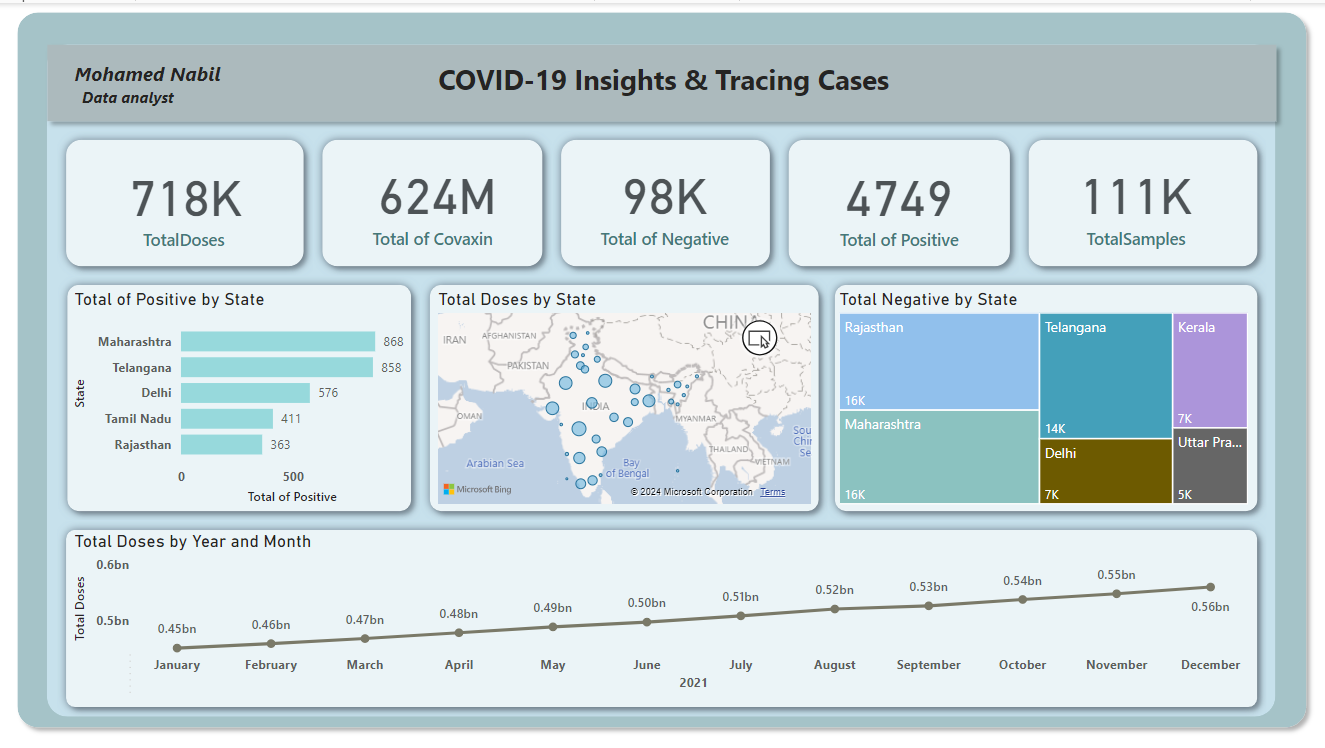 Mohamed Nabil
Data analyst
COVID-19 Insights & Tracing Cases
718K
TotalDoses
624M
Total of Covaxin
98K
Total of Negative
4749
Total of Positive
111K
TotalSamples
Total of Positive by State
State
Maharashtra
868
Telangana
858
Delhi
576
Tamil Nadu
411
Rajasthan
363
0
500
Total of Positive
Total Doses by State
CHINA
IRAN
AFGHANISTAN
PAKISTAN
INDIA
OMAN
MYANMAR
THAILAND
VIETNAM
Arabian Sea
Bay
of Bengal
Sou
Chi
Se
Microsoft Bing
© 2024 Microsoft Corporation
Terms
Total Negative by State
Rajasthan
16K
Maharashtra
16K
Telangana
14K
Delhi
7K
Kerala
7K
Uttar Pra...
5K
Total Doses by Year and Month
Total Doses
0.6bn
0.5bn
0.45bn
0.46bn
0.47bn
0.48bn
0.49bn
0.50bn
0.51bn
0.52bn
0.53bn
0.54bn
0.55bn
0.56bn
January
February
March
April
May
June
July
August
September
October
November
December
2021